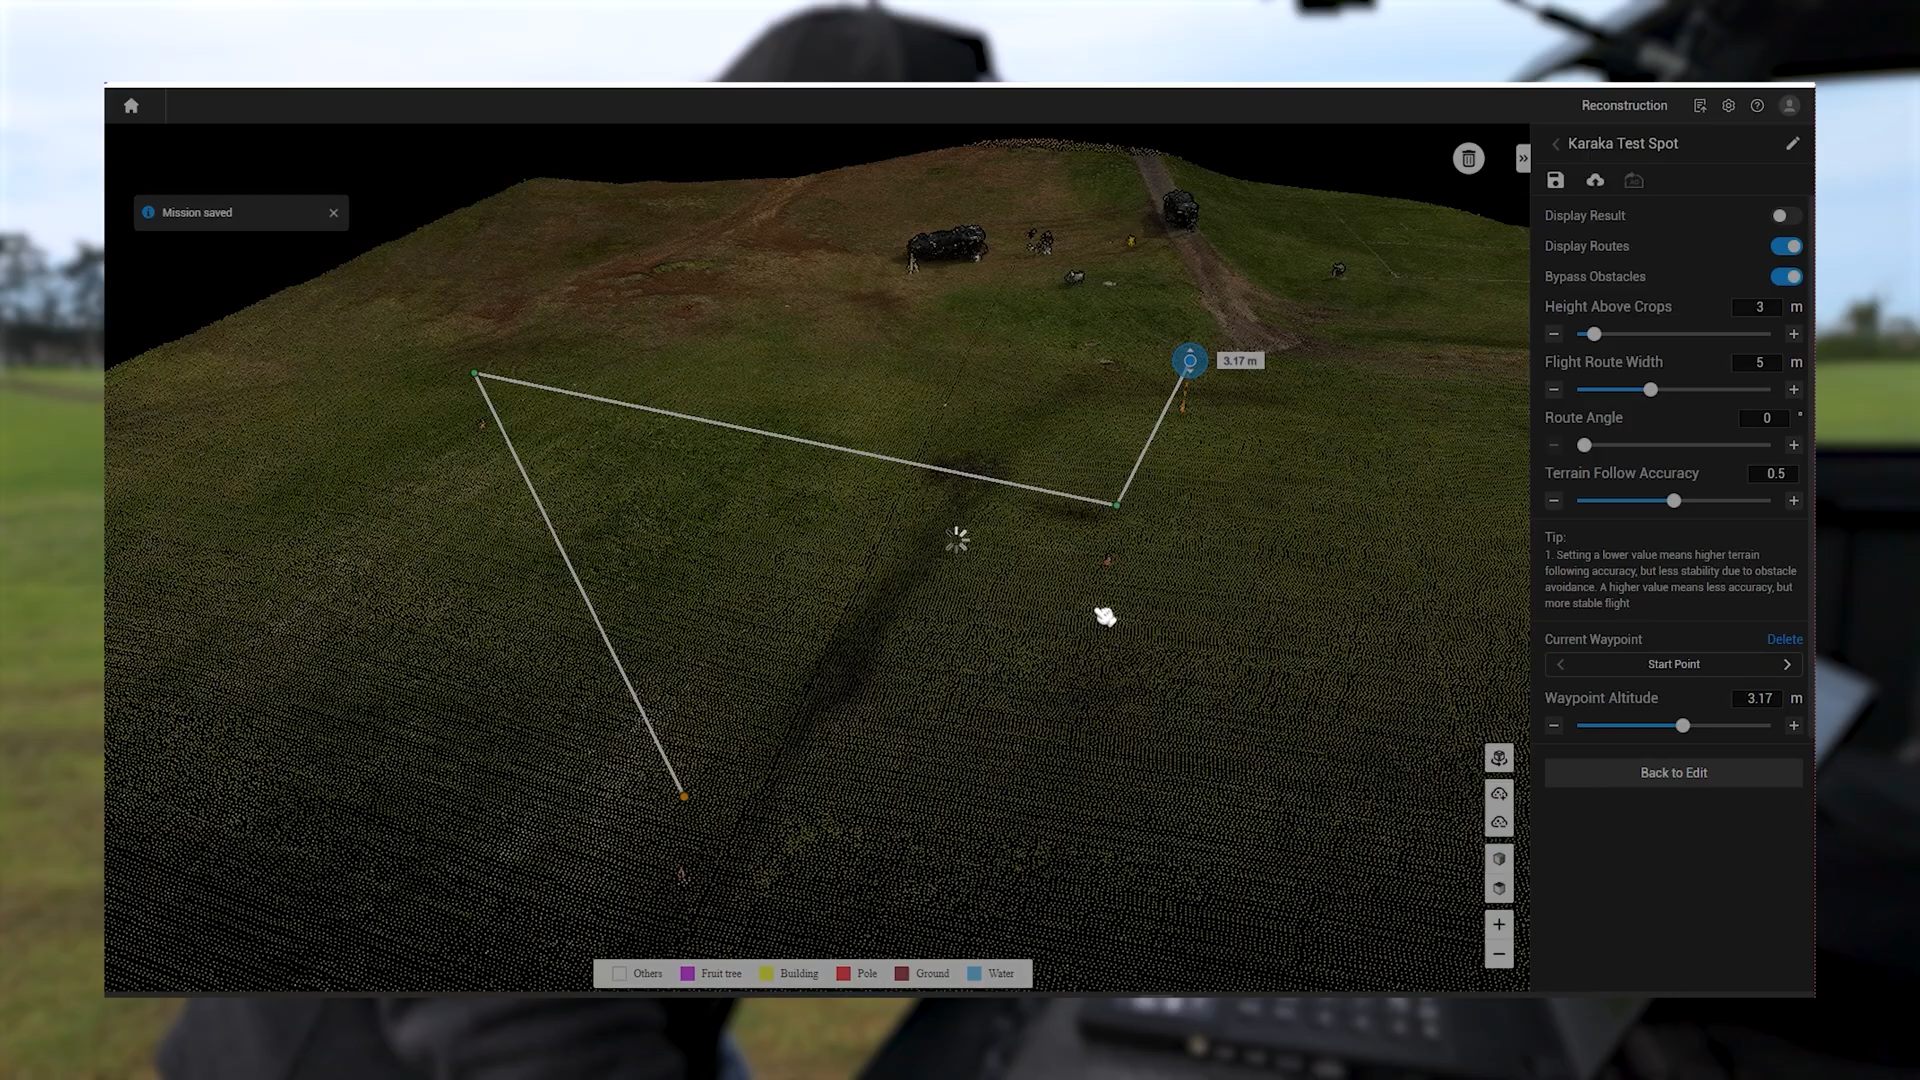 Reconstruction
Karaka Test Spot
Mission saved
Display Result
Display Routes
Bypass Obstacles
Height Above Crops 3 m
Flight Route Width 5 m
3.17 m
Route Angle 0 °
Terrain Follow Accuracy 0.5
Tip:
1. Setting a lower value means higher terrain
following accuracy, but less stability due to obstacle
avoidance. A higher value means less accuracy, but
more stable flight
Current Waypoint Delete
Start Point
Waypoint Altitude 3.17 m
Back to Edit
Others Fruit tree Building Pole Ground Water